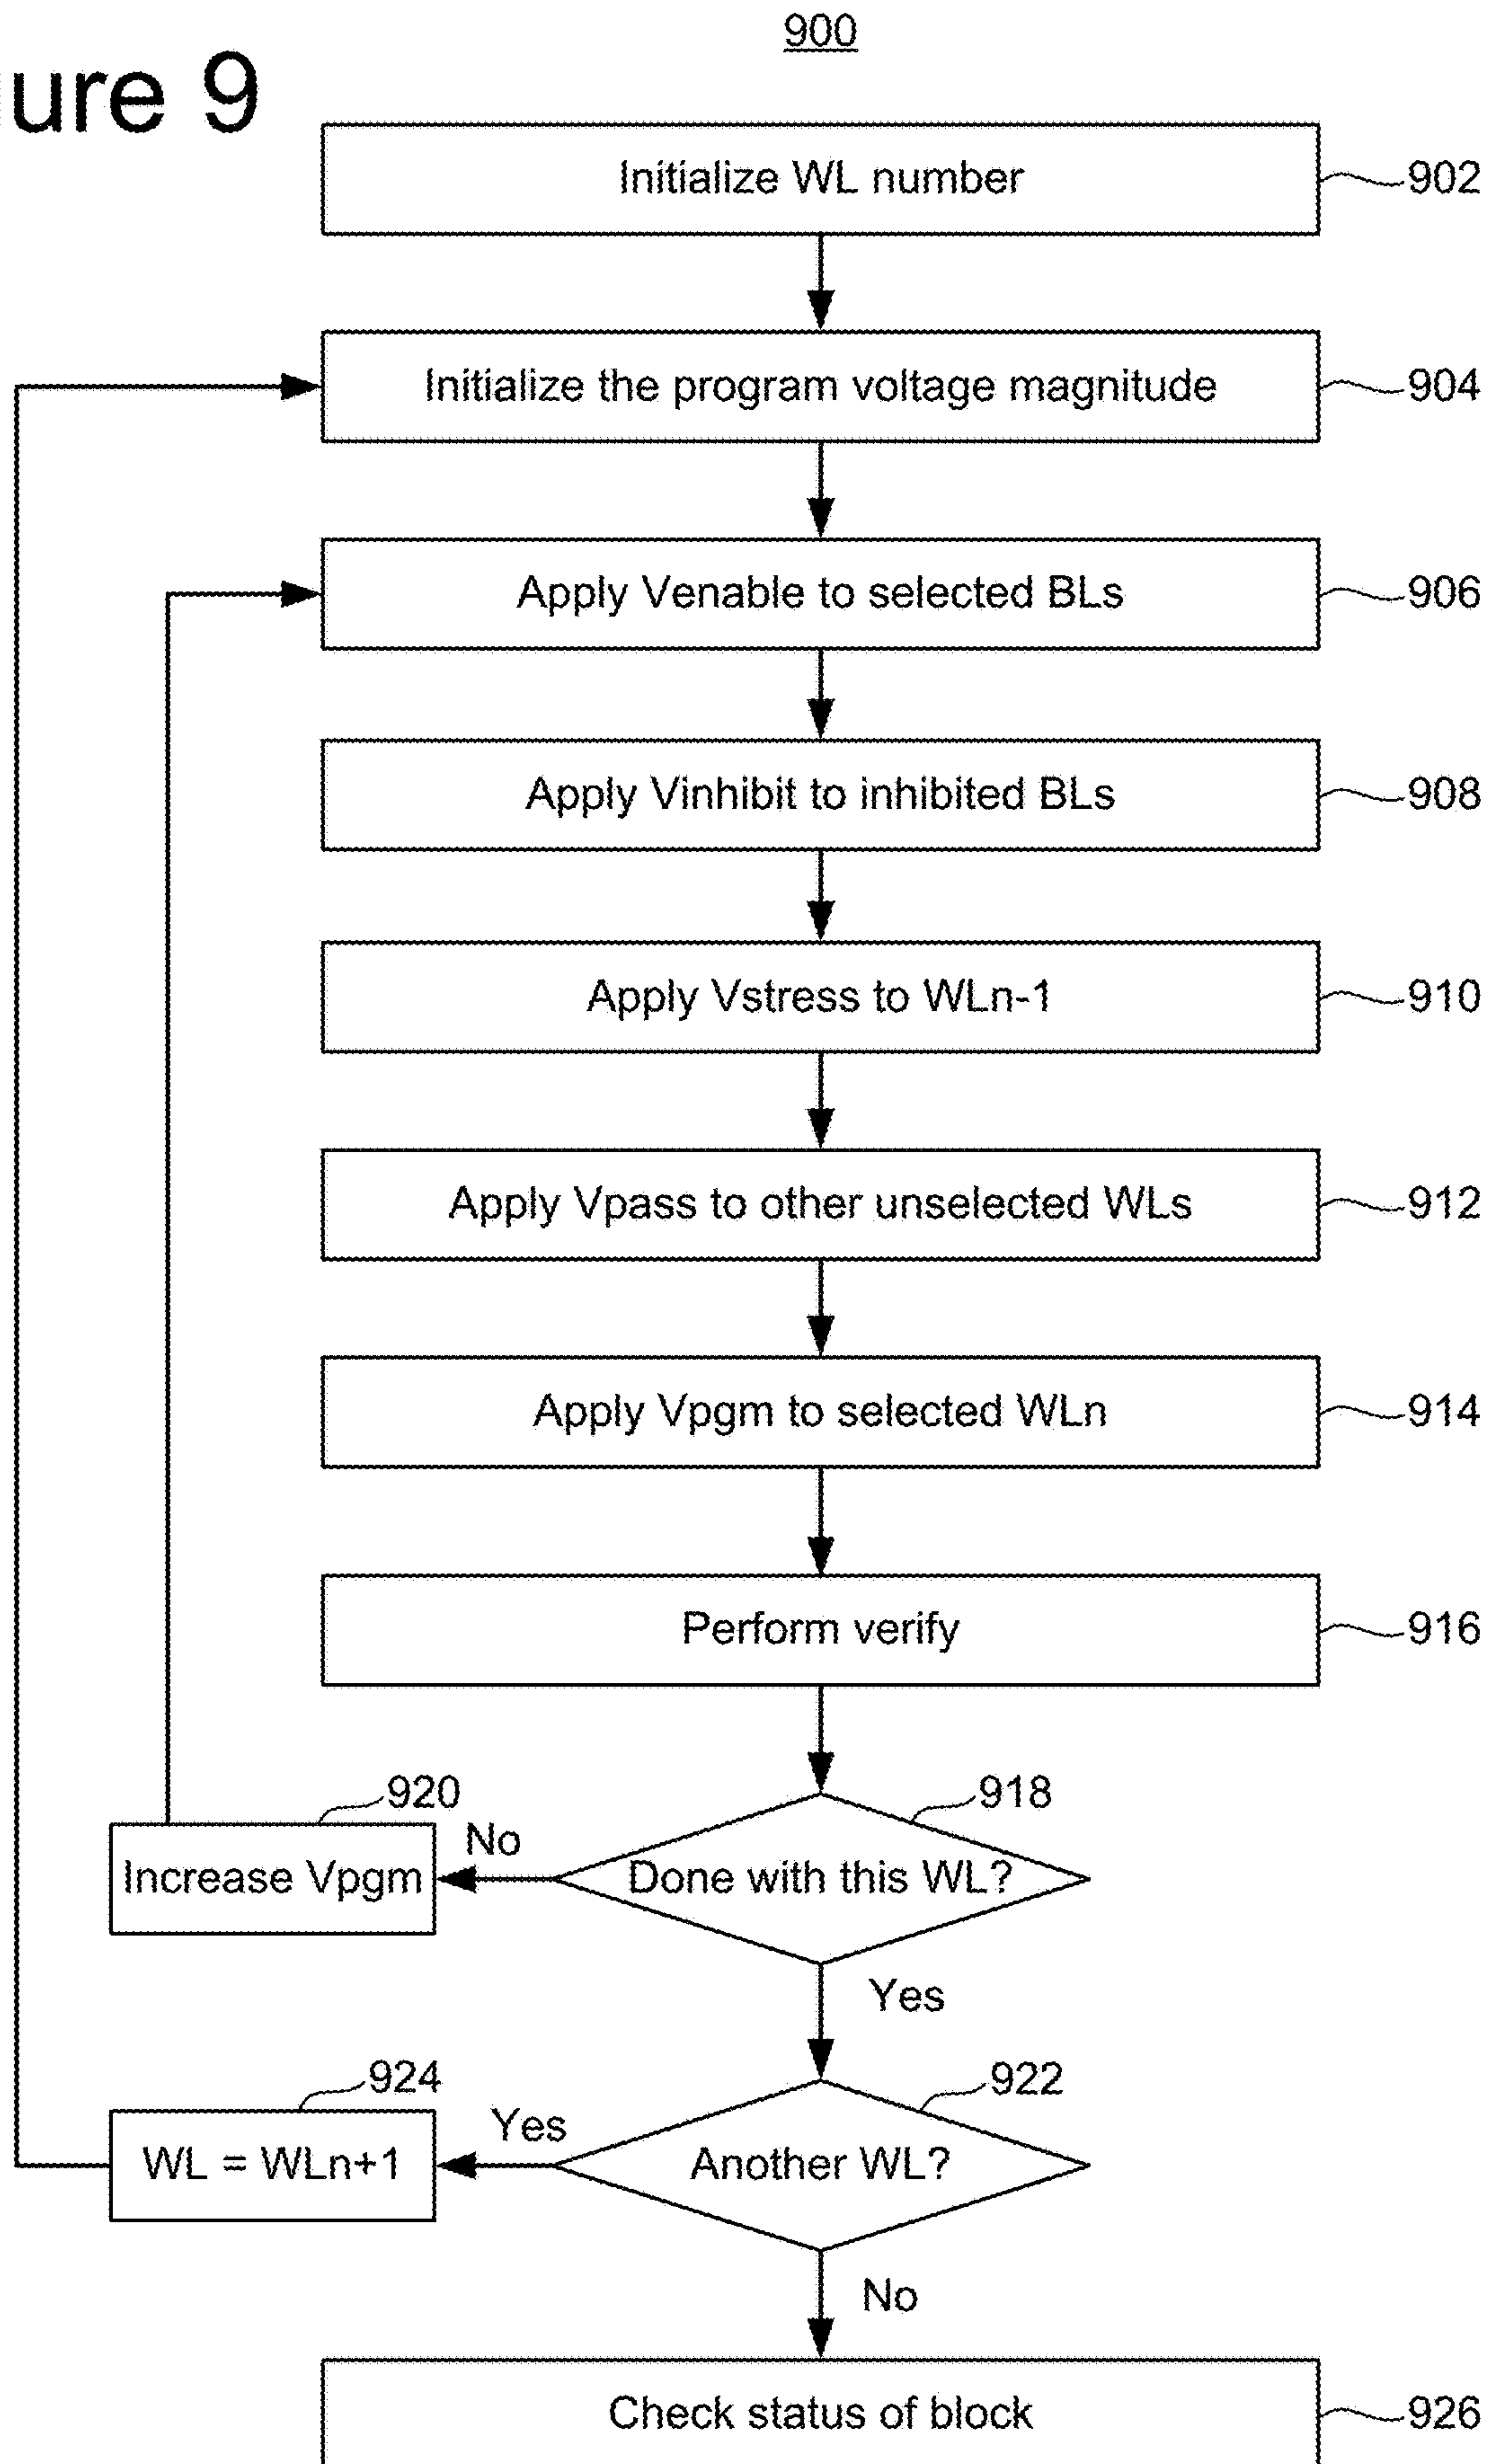 900
ure 9
Initialize WL number
902
Initialize the program voltage magnitude
904
Apply Venable to selected BLs
906
Apply Vinhibit to inhibited BLs
908
Apply Vstress to WLn-1
910
Apply Vpass to other unselected WLs
912
Apply Vpgm to selected WLn
914
Perform verify
916
918
Done with this WL?
No
920
Increase Vpgm
Yes
922
Another WL?
Yes
924
WL = WLn+1
No
Check status of block
926